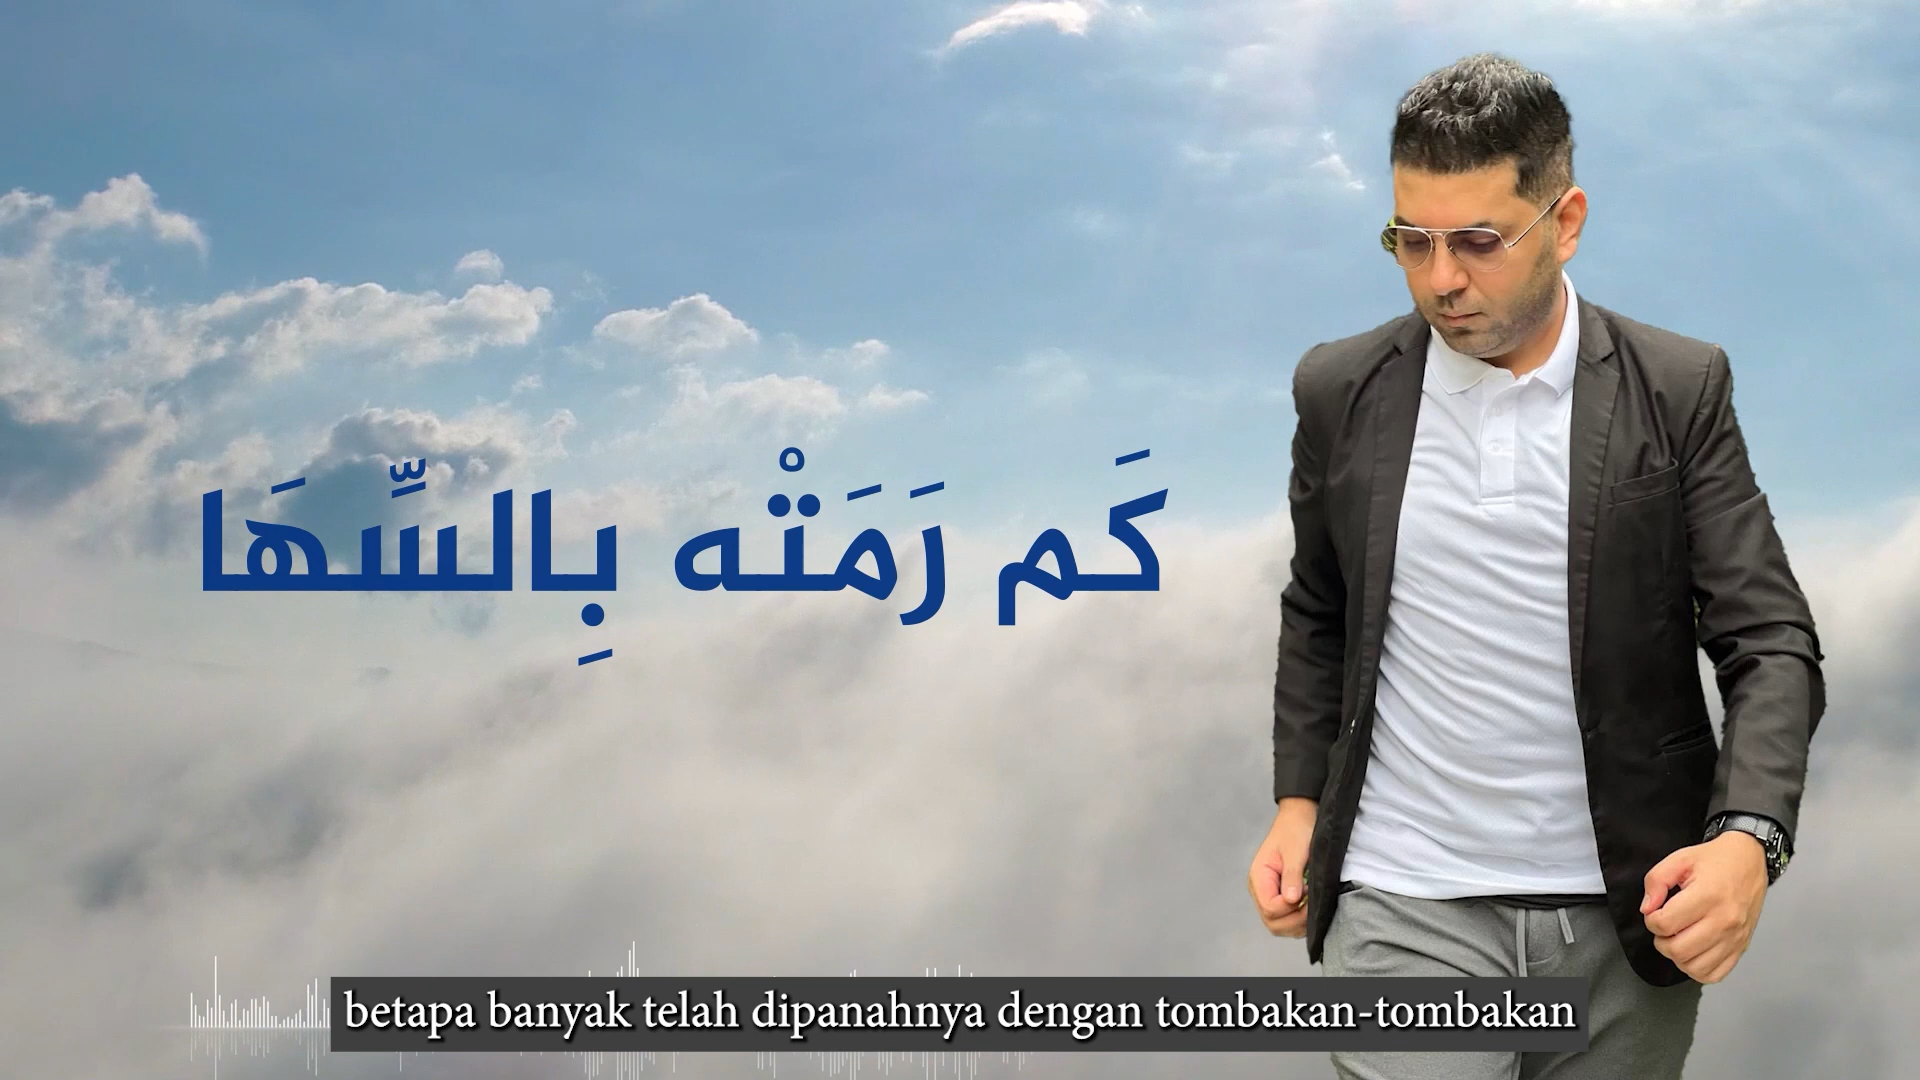 كَم رَمَتْه بِالسِّهَا
betapa banyak telah dipanahnya dengan tombakan-tombakan